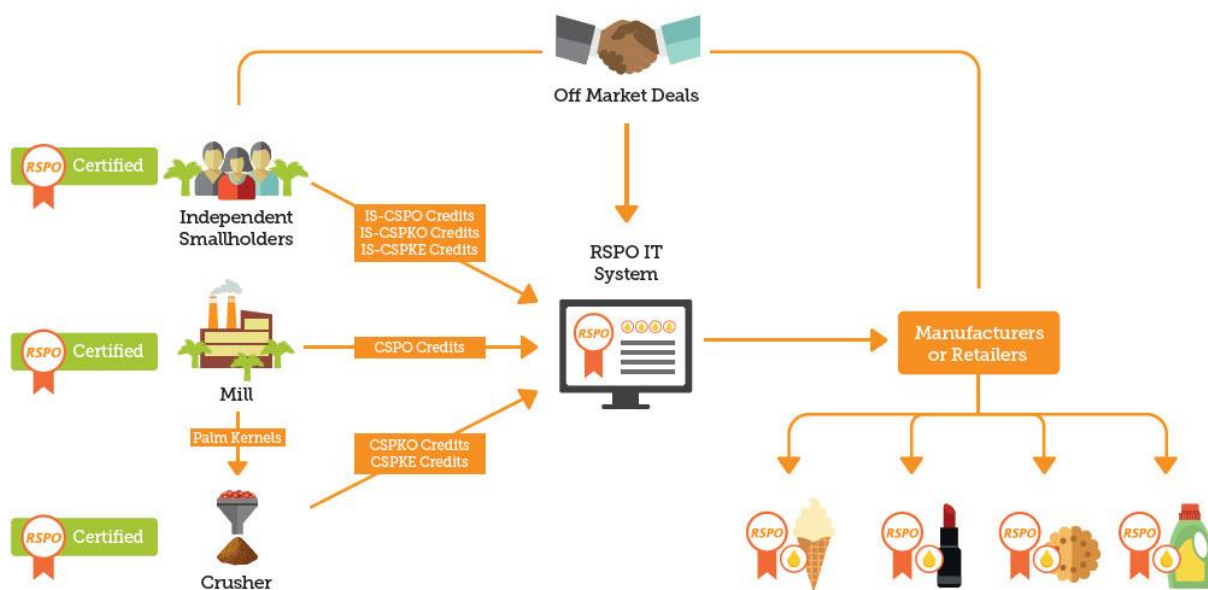 Off Market Deals
RSPO
Certified
Independent
Smallholders
IS-CSPO Credits
IS-CSPKO Credits
IS-CSPKE Credits
RSPO IT
System
RSPO
RSPO
Certified
Mill
CSPO Credits
Manufacturers
or Retailers
Palm Kernels
CSPKO Credits
CSPKE Credits
RSPO
Certified
Crusher
RSPO
RSPO
RSPO
RSPO